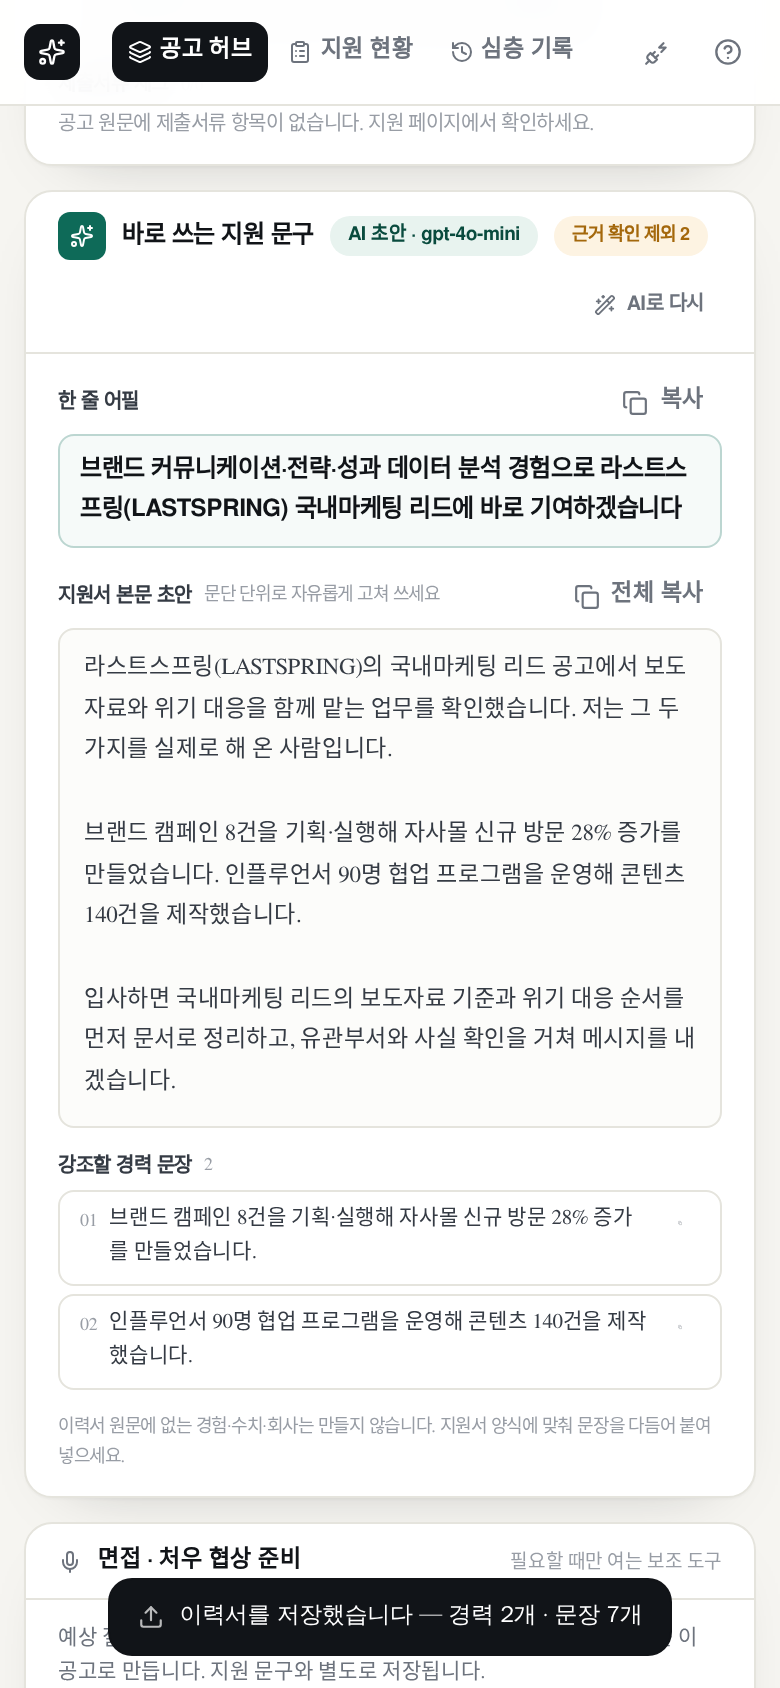 공고 허브 지원 현황 심층 기록
공고 원문에 제출서류 항목이 없습니다. 지원 페이지에서 확인하세요.
바로 쓰는 지원 문구 AI 초안 · gpt-4o-mini 근거 확인 제외 2
AI로 다시
한 줄 어필 복사
브랜드 커뮤니케이션·전략·성과 데이터 분석 경험으로 라스트스
프링(LASTSPRING) 국내마케팅 리드에 바로 기여하겠습니다
지원서 본문 초안 문단 단위로 자유롭게 고쳐 쓰세요 전체 복사
라스트스프링(LASTSPRING)의 국내마케팅 리드 공고에서 보도
자료와 위기 대응을 함께 맡는 업무를 확인했습니다. 저는 그 두
가지를 실제로 해 온 사람입니다.
브랜드 캠페인 8건을 기획·실행해 자사몰 신규 방문 28% 증가를
만들었습니다. 인플루언서 90명 협업 프로그램을 운영해 콘텐츠
140건을 제작했습니다.
입사하면 국내마케팅 리드의 보도자료 기준과 위기 대응 순서를
먼저 문서로 정리하고, 유관부서와 사실 확인을 거쳐 메시지를 내
겠습니다.
강조할 경력 문장 2
01 브랜드 캠페인 8건을 기획·실행해 자사몰 신규 방문 28% 증가
를 만들었습니다.
02 인플루언서 90명 협업 프로그램을 운영해 콘텐츠 140건을 제작
했습니다.
이력서 원문에 없는 경험·수치·회사는 만들지 않습니다. 지원서 양식에 맞춰 문장을 다듬어 붙여
넣으세요.
면접 · 처우 협상 준비 필요할 때만 여는 보조 도구
이력서를 저장했습니다 — 경력 2개 · 문장 7개
예상 이
공고로 만듭니다. 지원 문구와 별도로 저장됩니다.